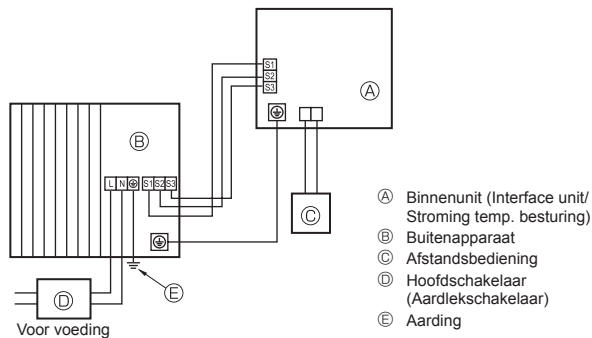 S1
S2
S3
Ⓐ
Ⓑ
L N S1 S2 S3
Ⓒ
Ⓓ
Ⓔ
Voor voeding
Ⓐ Binnenunit (Interface unit/
Stroming temp. besturing)
Ⓑ Buitenapparaat
Ⓒ Afstandsbediening
Ⓓ Hoofdschakelaar
(Aardlekschakelaar)
Ⓔ Aarding